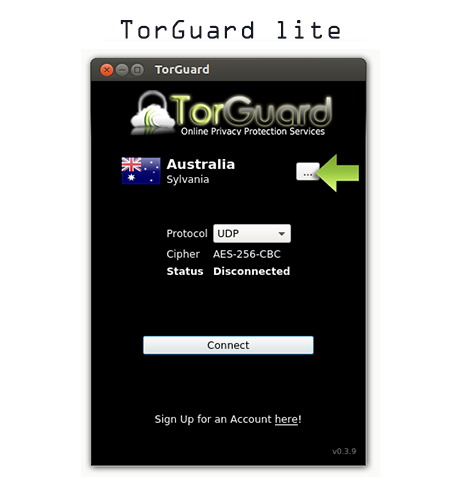 TorGuard lite
TorGuard
TorGuard
Online Privacy Protection Services
Australia
Sylvania
...
Protocol UDP
Cipher AES-256-CBC
Status Disconnected
Connect
Sign Up for an Account here!
v0.3.9